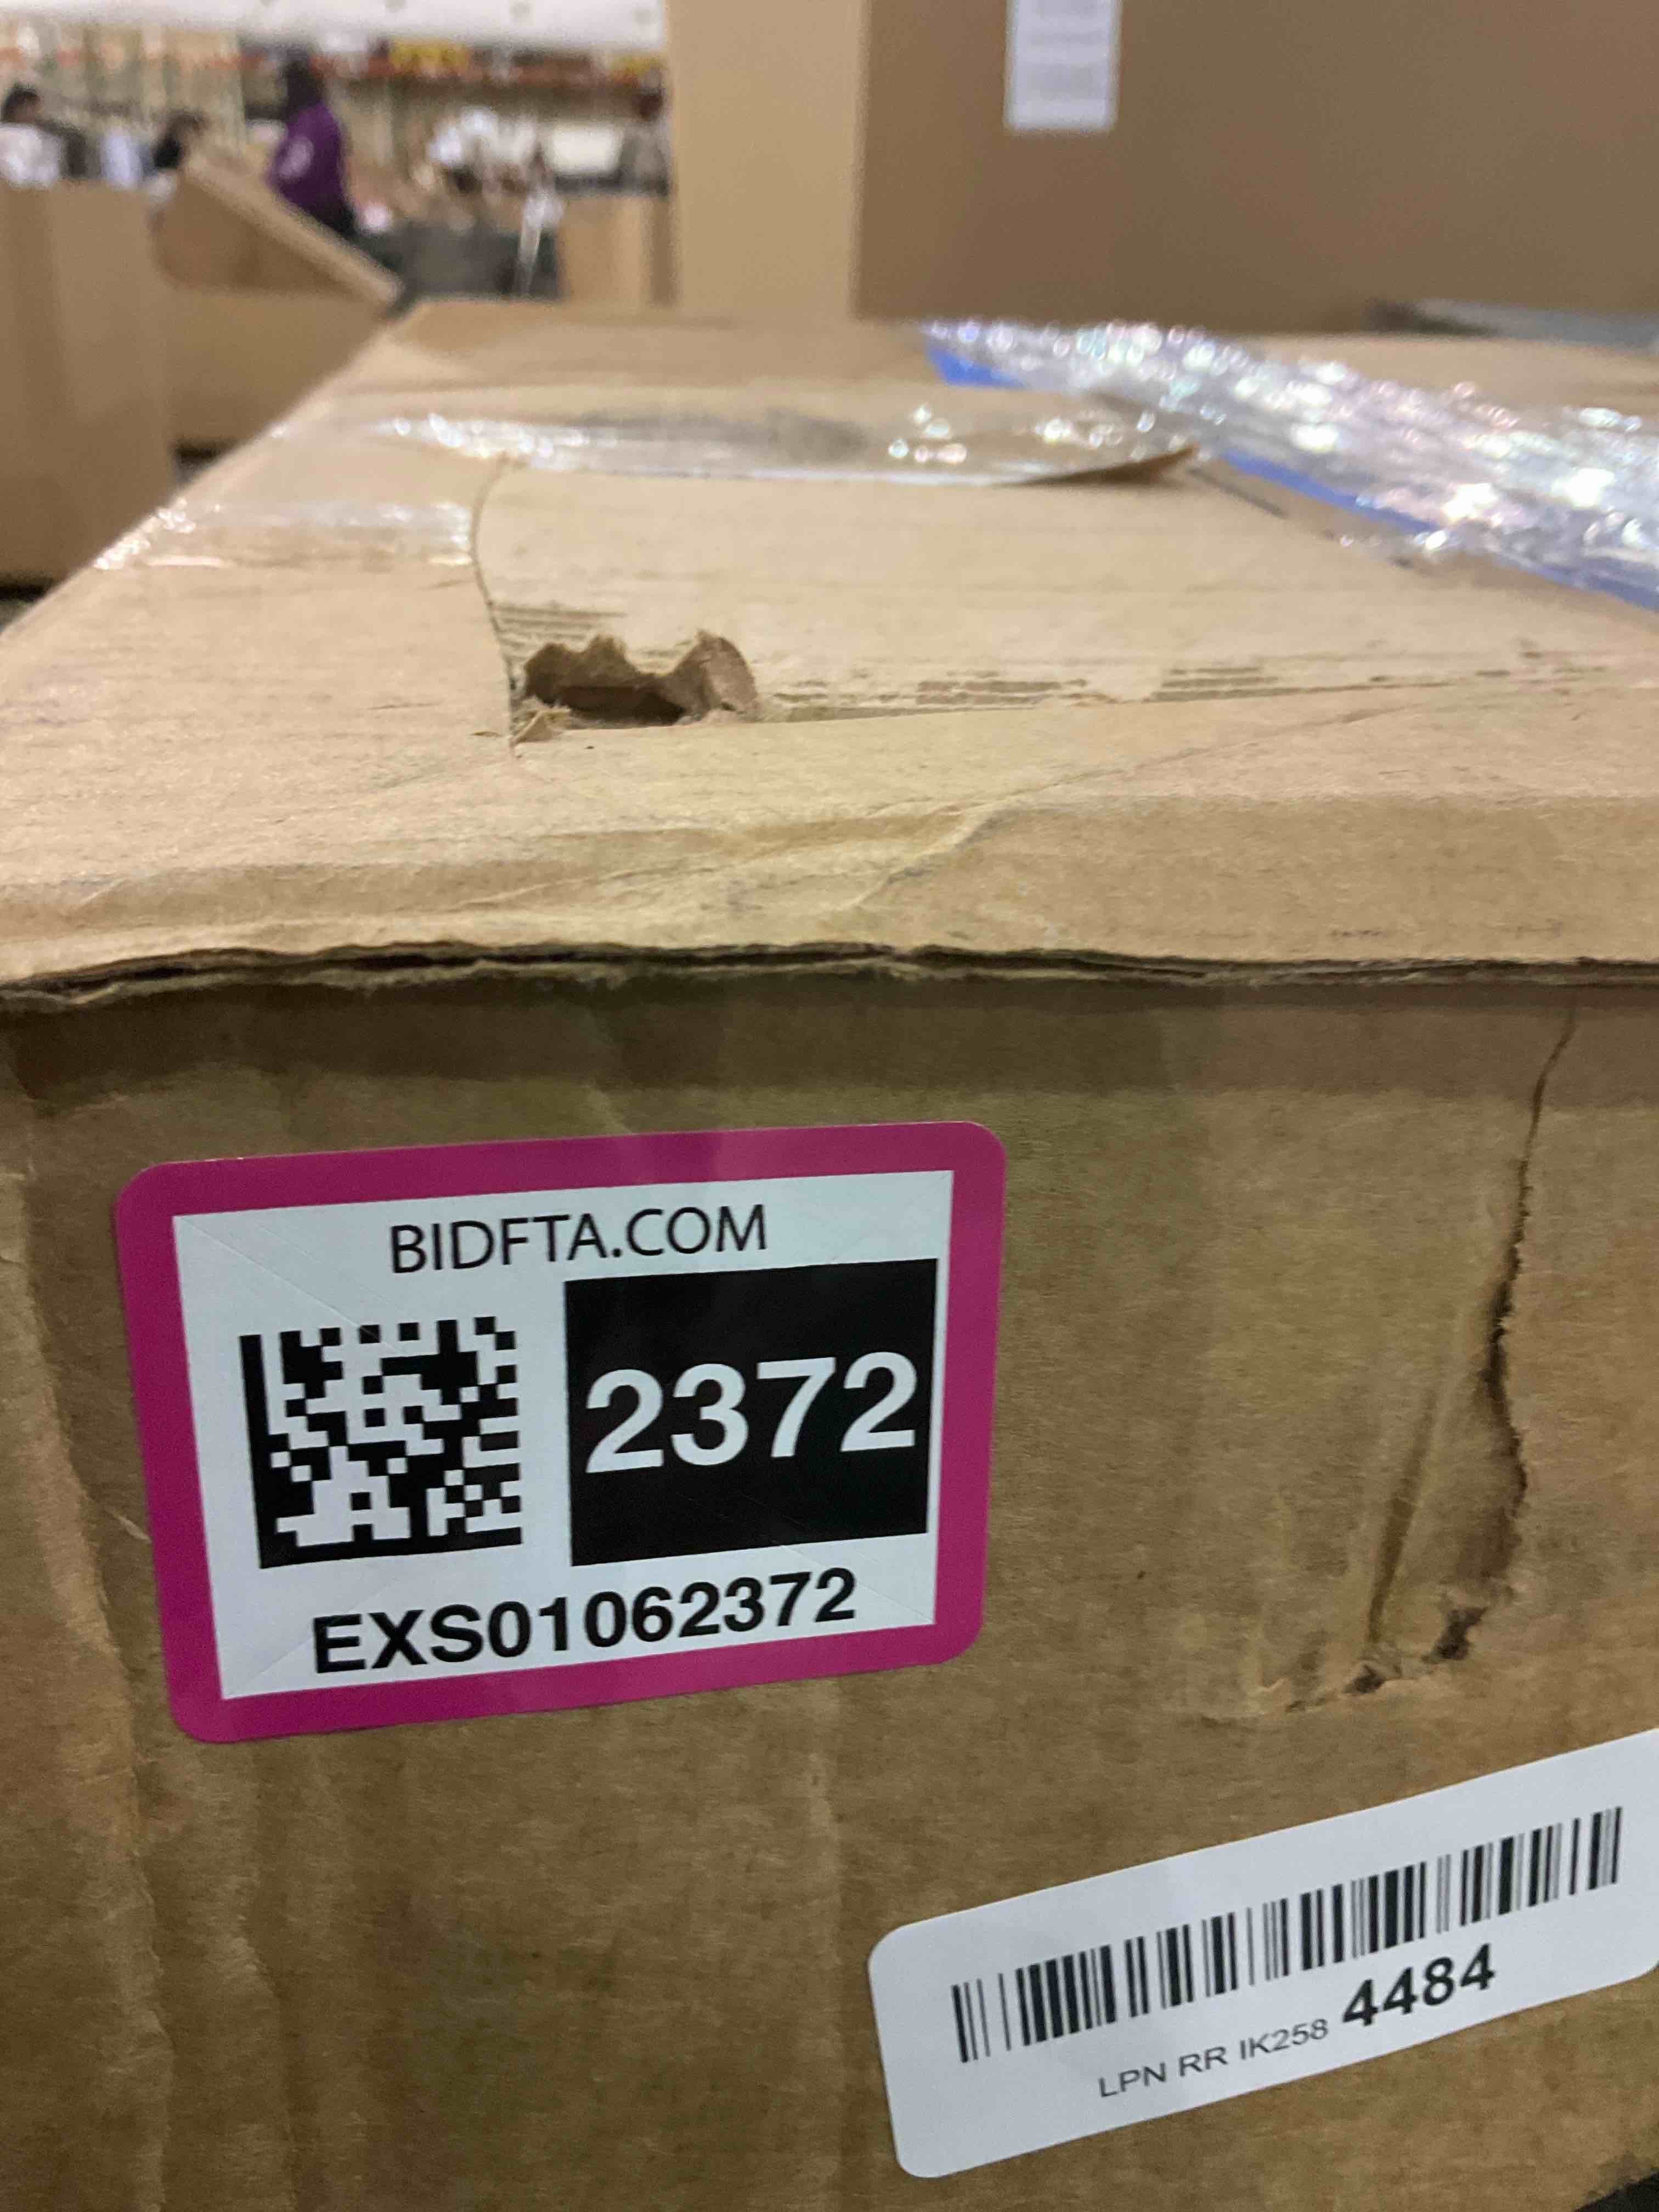 BIDFTA.COM
2372
EXS01062372
LPN RR IK258 4484